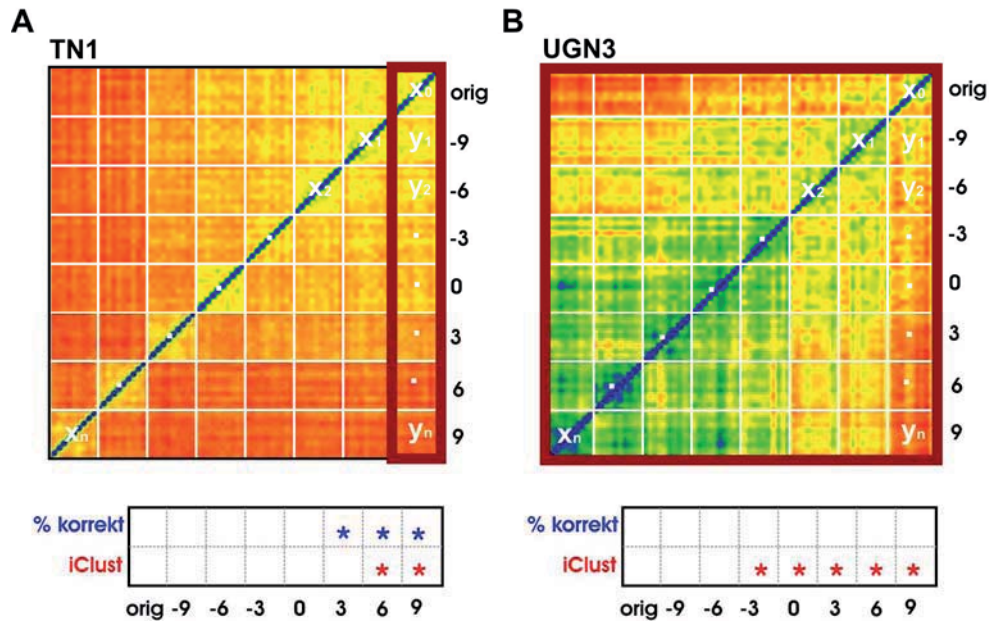 A
TN1
x0
orig
x1
y1
-9
x2
y2
-6
-3
0
3
6
xn
yn
9
% korrekt * * *
iClust * *
orig -9 -6 -3 0 3 6 9
B
UGN3
x0
orig
x1
y1
-9
x2
y2
-6
-3
0
3
6
xn
yn
9
% korrekt
iClust * * * * *
orig -9 -6 -3 0 3 6 9